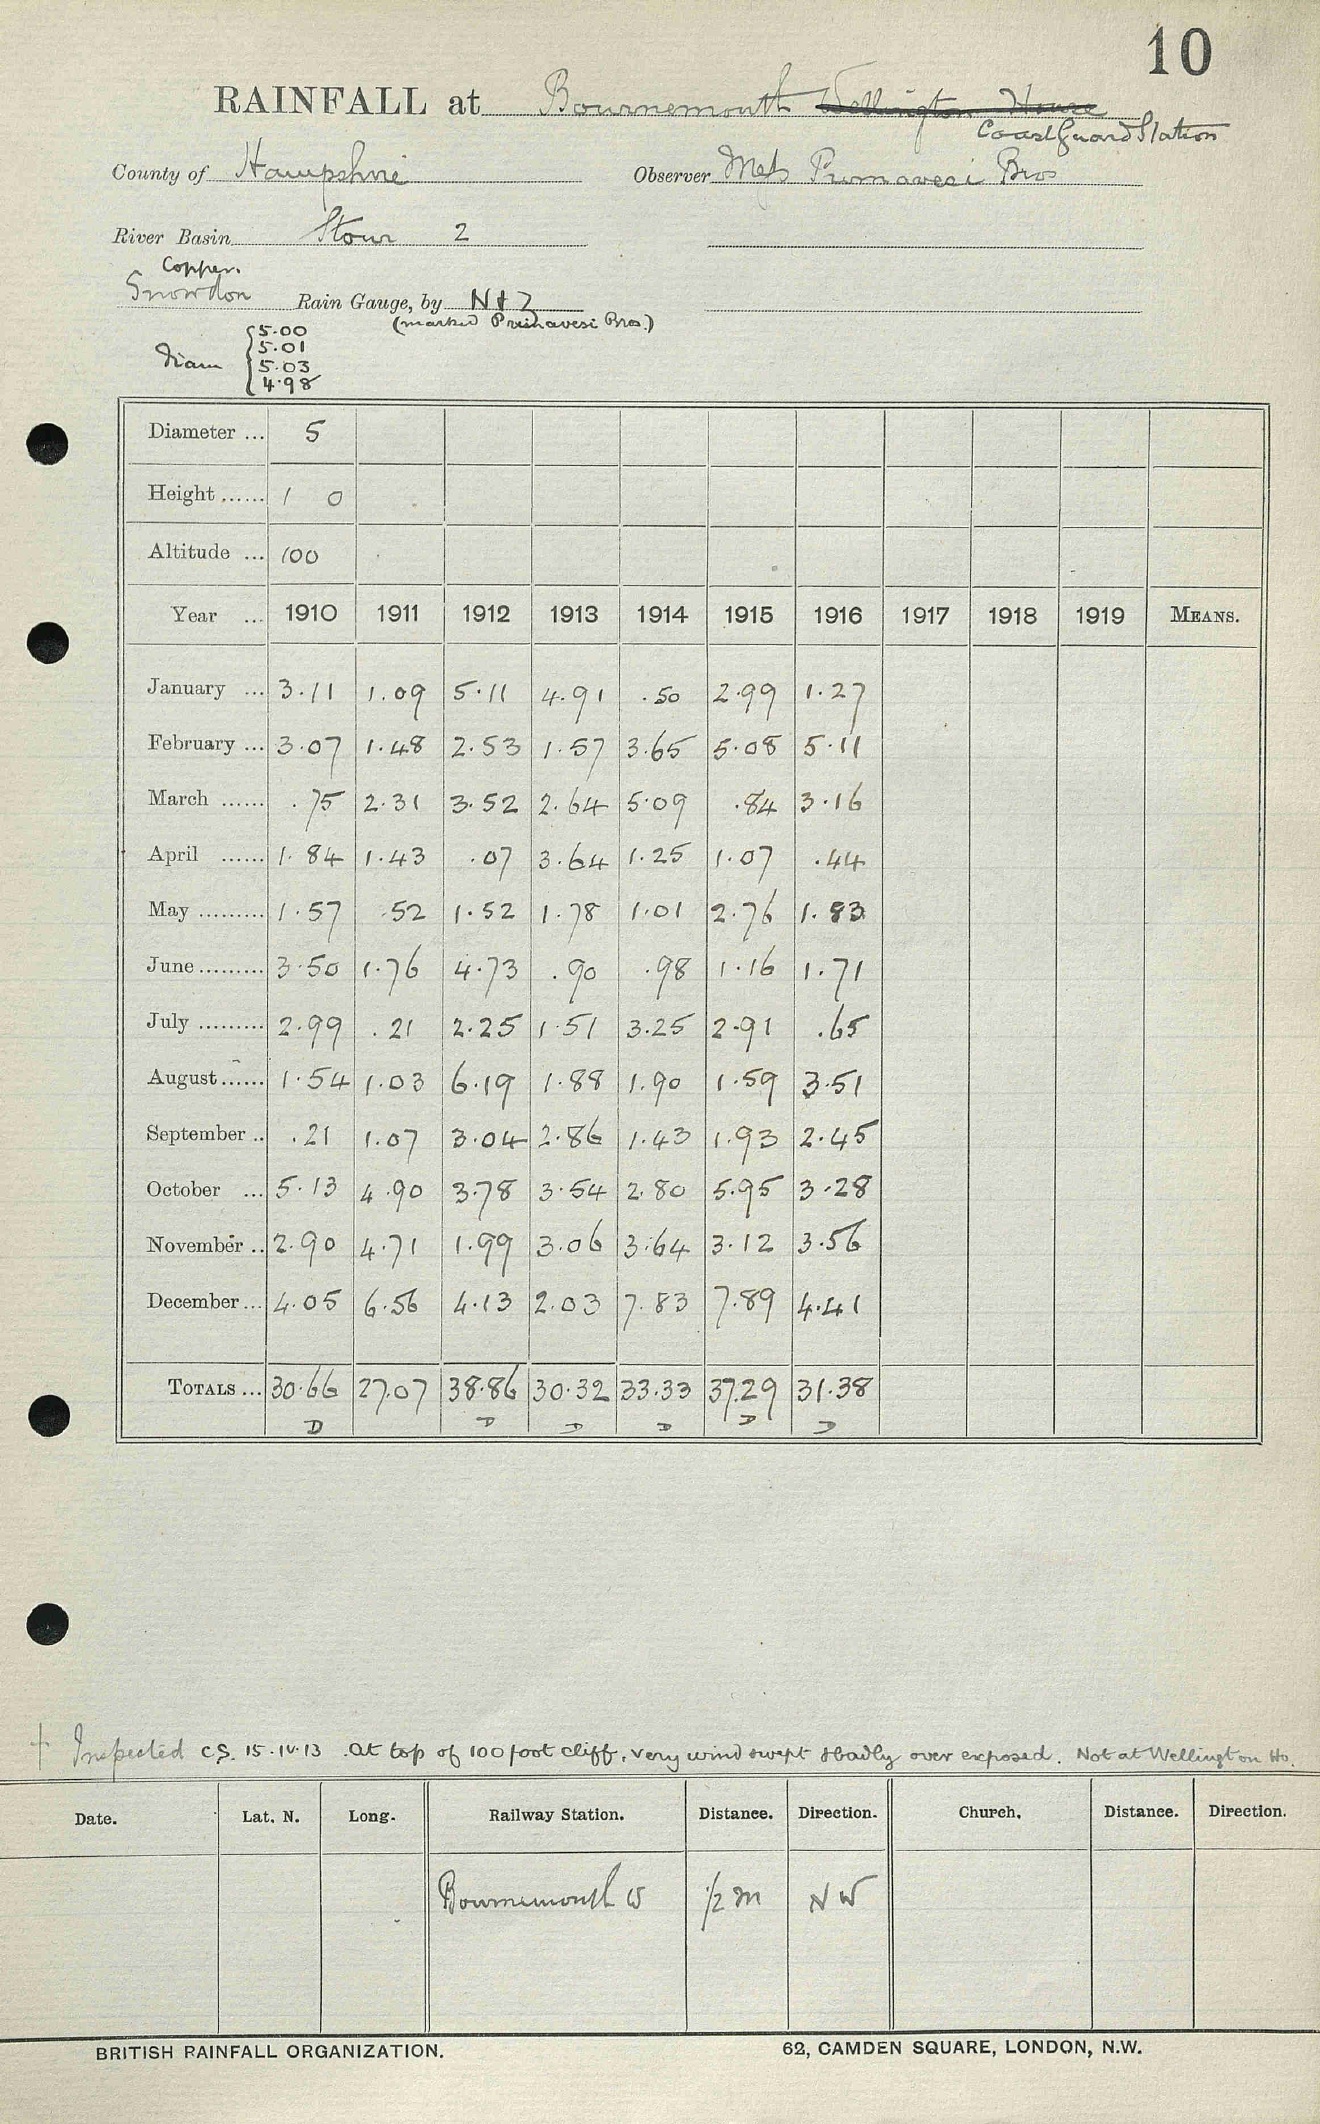 10
RAINFALL at Bournemouth Wellington House
Coast Guard Station
County of Hampshire Observer Mess Primavesi Bros
River Basin Stour 2
Copper.
Snowdon Rain Gauge, by N & Z
(marked Primavesi Bros.)
Diam { 5.00
5.01
5.03
4.98
Diameter ... 5
Height ...... 1 0
Altitude ... 100
Year ... 1910 1911 1912 1913 1914 1915 1916 1917 1918 1919 MEANS.
January ... 3.11 1.09 5.11 4.91 .50 2.99 1.27
February ... 3.07 1.48 2.53 1.57 3.65 5.08 5.11
March ...... .75 2.31 3.52 2.64 5.09 .84 3.16
April ...... 1.84 1.43 .07 3.64 1.25 1.07 .44
May ......... 1.57 .52 1.52 1.78 1.01 2.76 1.83
June ......... 3.50 1.76 4.73 .90 .98 1.16 1.71
July ......... 2.99 .21 2.25 1.51 3.25 2.91 .65
August ...... 1.54 1.03 6.19 1.88 1.90 1.59 3.51
September .. .21 1.07 3.04 2.86 1.43 1.93 2.45
October ... 5.13 4.90 3.78 3.54 2.80 5.95 3.28
November .. 2.90 4.71 1.99 3.06 3.64 3.12 3.56
December ... 4.05 6.56 4.13 2.03 7.83 7.89 4.41
TOTALS ... 30.66 27.07 38.86 30.32 33.33 37.29 31.38
D D D D D D
+ Inspected C.S. 15.IV.13 .At top of 100 foot cliff, very wind swept & badly over exposed. Not at Wellington Ho.
Date. Lat. N. Long. Railway Station. Distance. Direction. Church. Distance. Direction.
Bournemouth W 1/2 m NW
BRITISH RAINFALL ORGANIZATION. 62, CAMDEN SQUARE, LONDON, N.W.